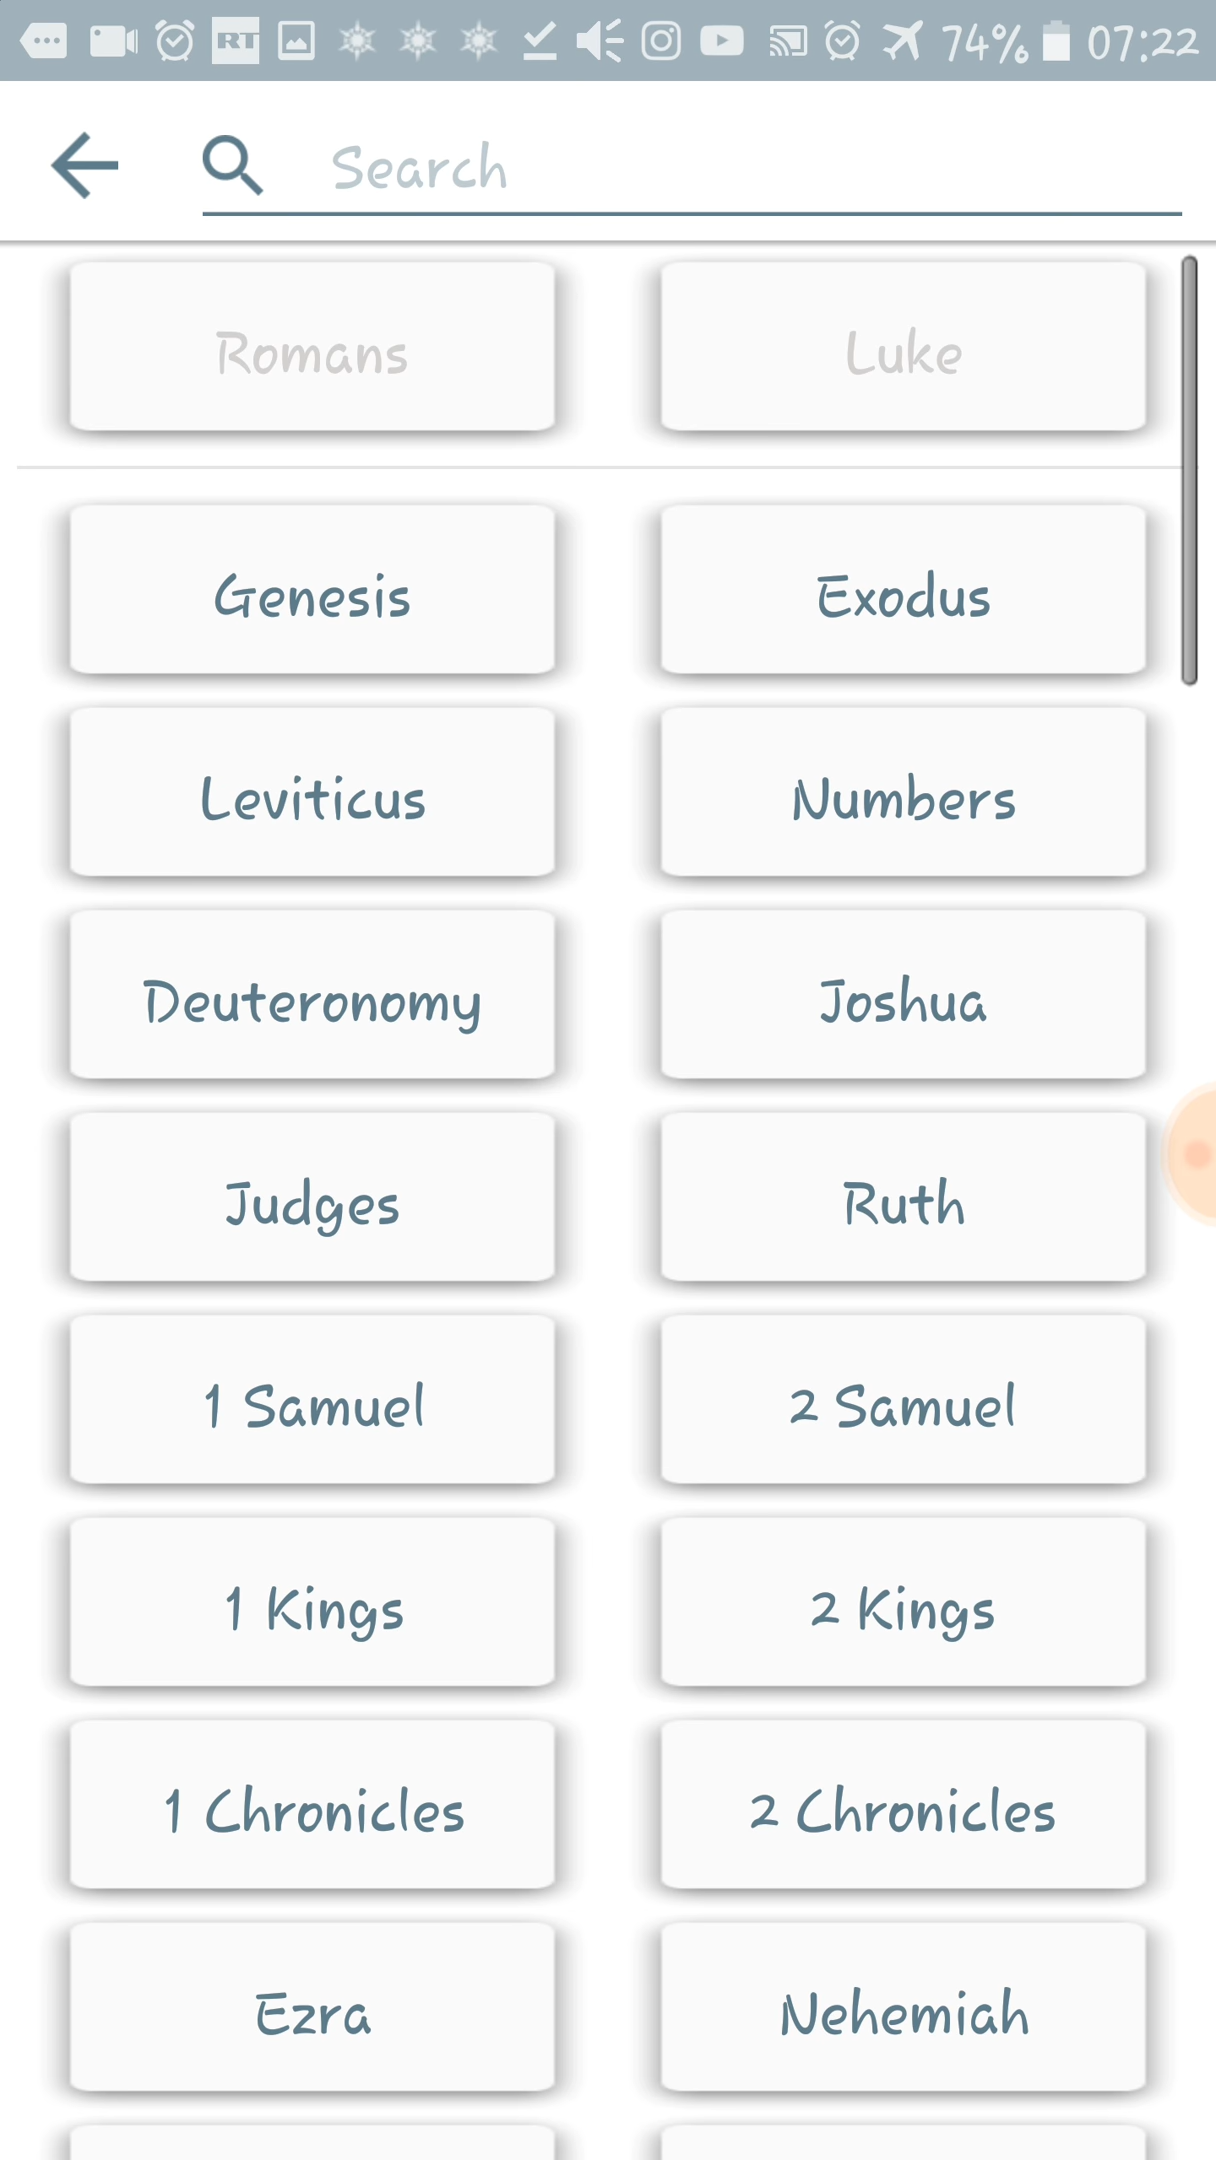 RT 74% 07:22
Search
Romans Luke
Genesis Exodus
Leviticus Numbers
Deuteronomy Joshua
Judges Ruth
1 Samuel 2 Samuel
1 Kings 2 Kings
1 Chronicles 2 Chronicles
Ezra Nehemiah